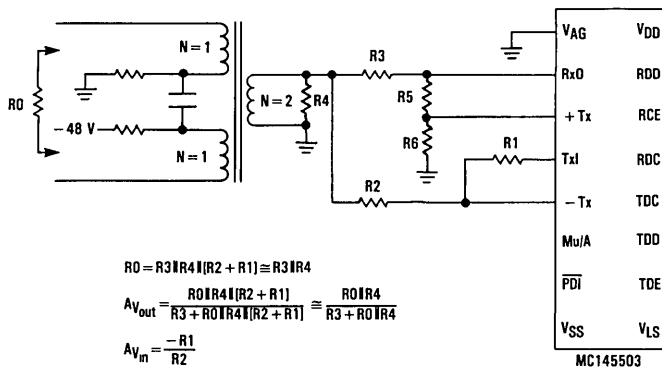 N = 1
R0
– 48 V
N = 1
N = 2
R4
R3
R5
R6
R2
R1
VAG VDD
RxO RDD
+ Tx RCE
TxI RDC
– Tx TDC
Mu/A TDD
PDI TDE
VSS VLS
MC145503
R0 = R3||R4||(R2 + R1) ≅ R3||R4
AVout = R0||R4||(R2 + R1) / R3 + R0||R4||(R2 + R1) ≅ R0||R4 / R3 + R0||R4
AVin = –R1 / R2